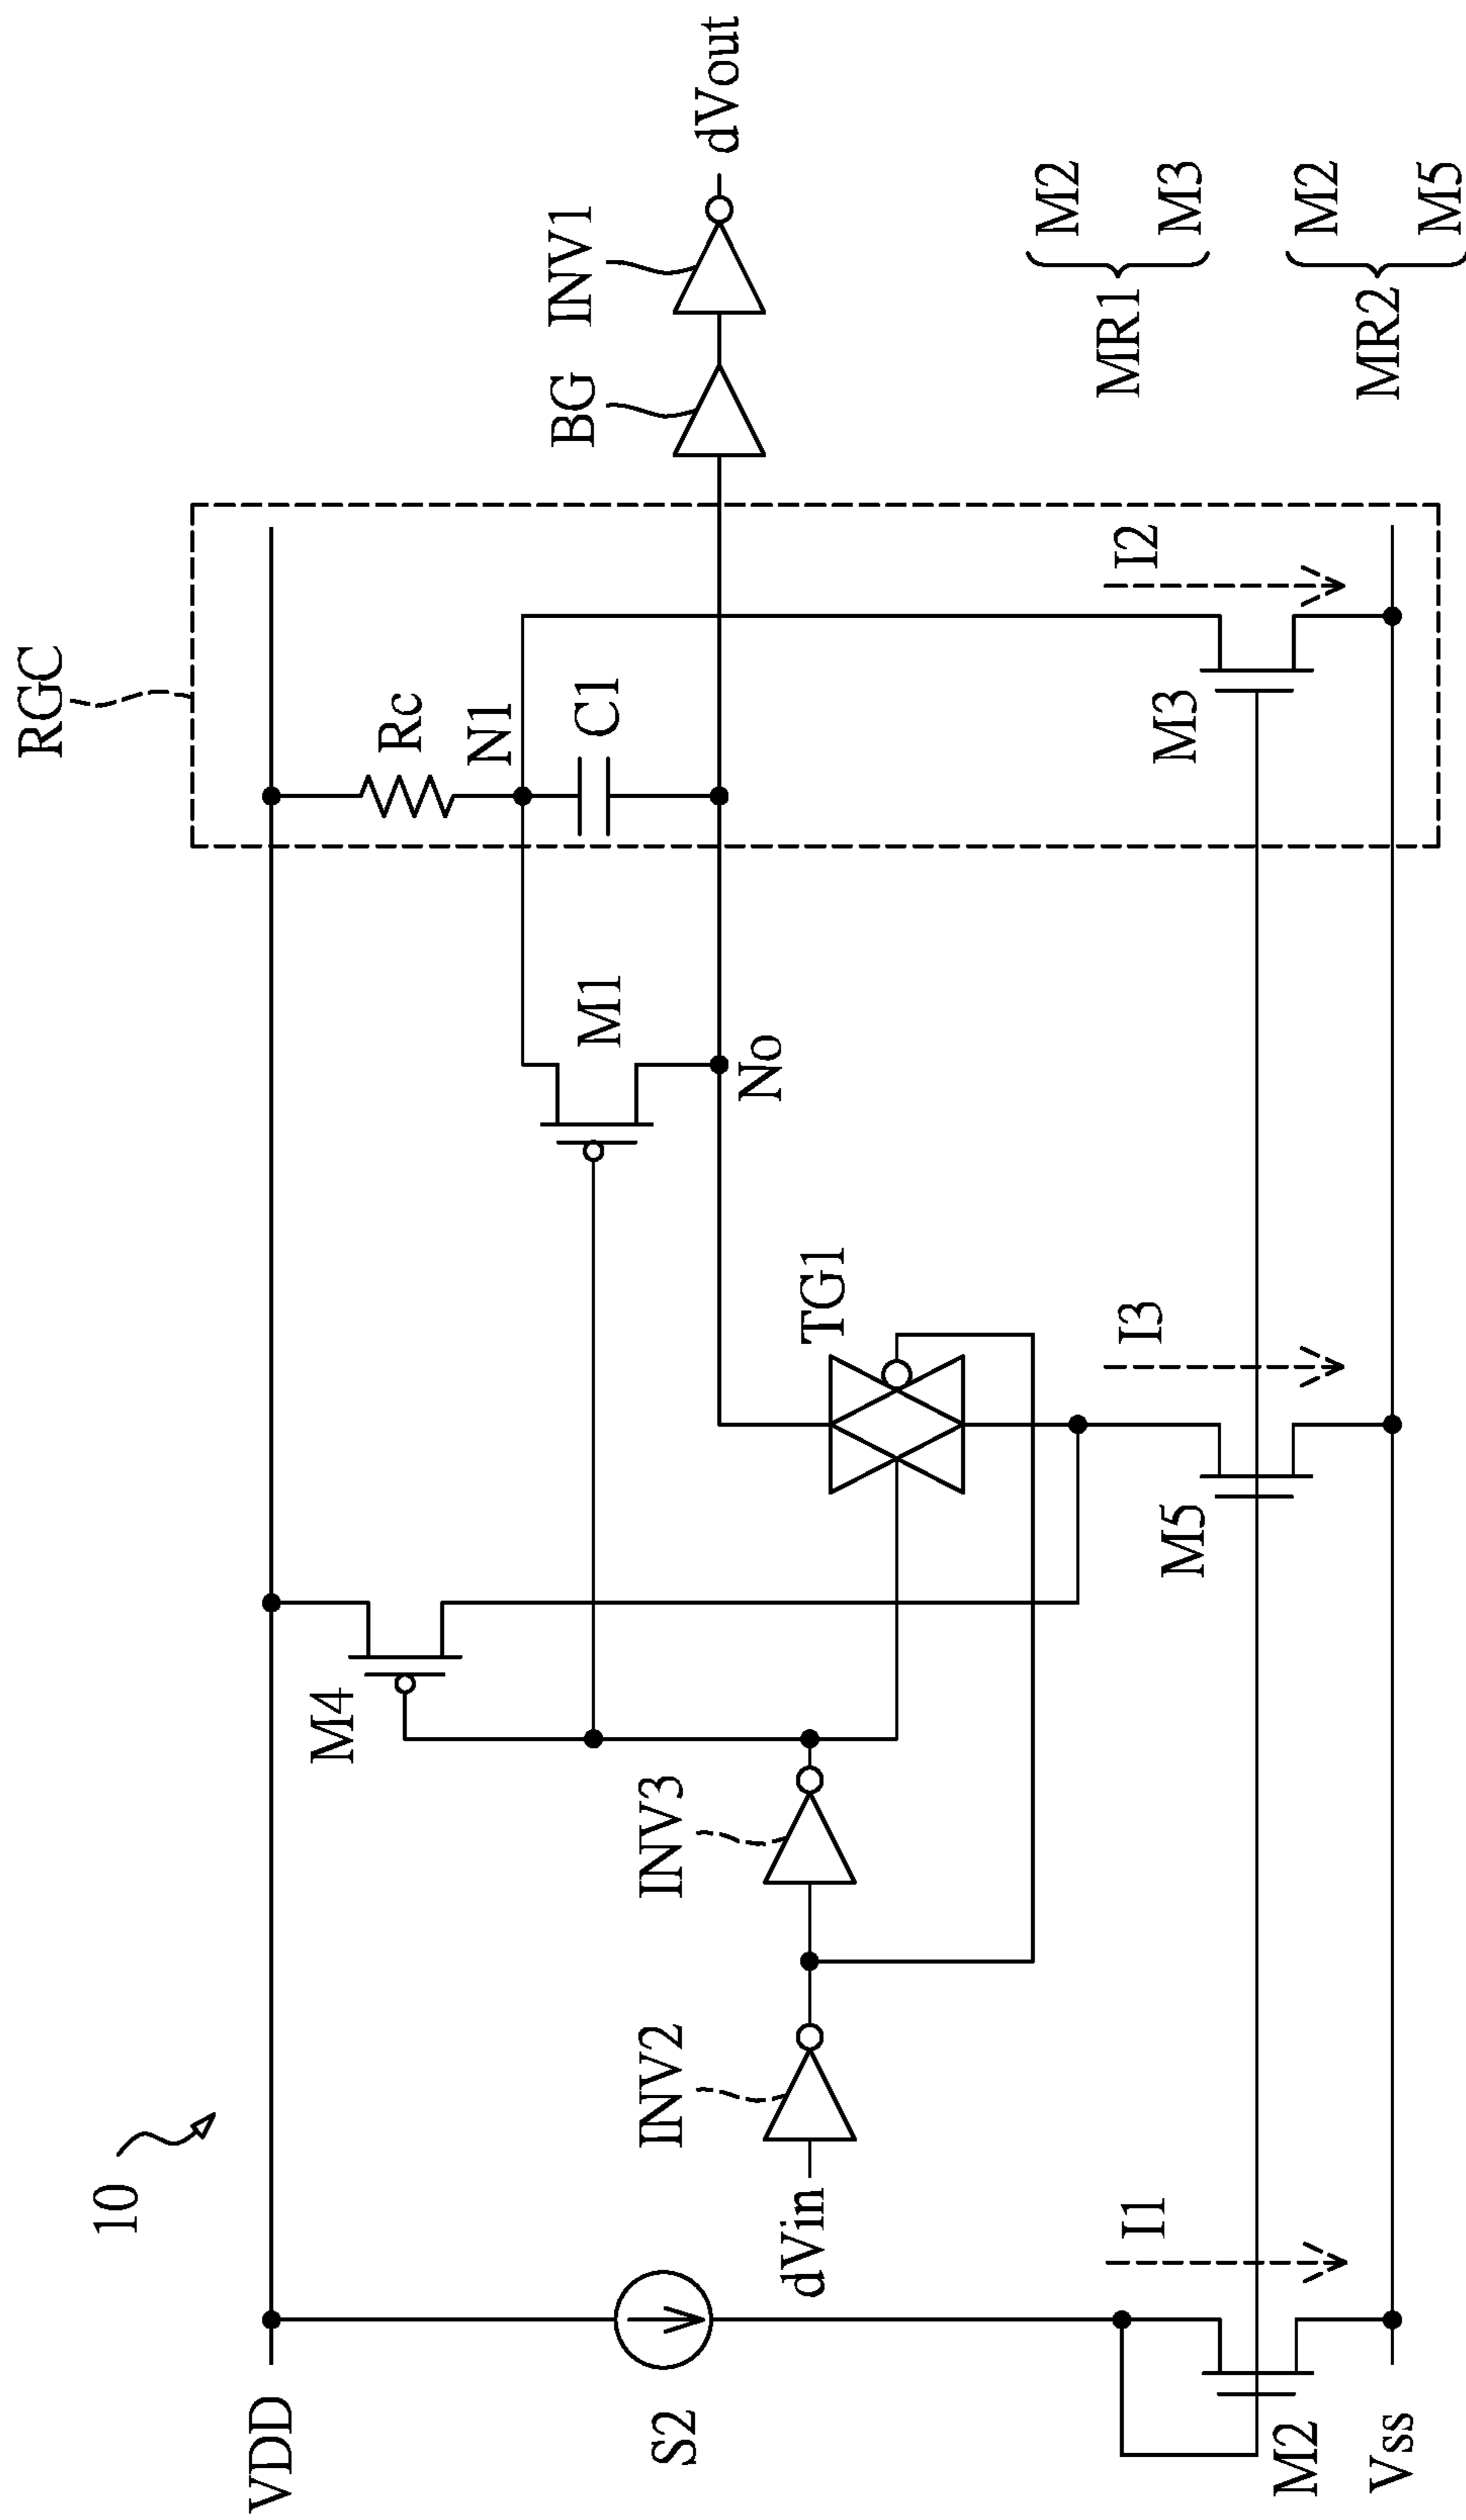 10
RGC
VDD
M4
Rc
N1
C1
M1
No
BG
INV1
dVout
S2
INV2
INV3
dVin
TG1
I1
I3
I2
M2
M5
M3
Vss
MR1
M2
M3
MR2
M2
M5